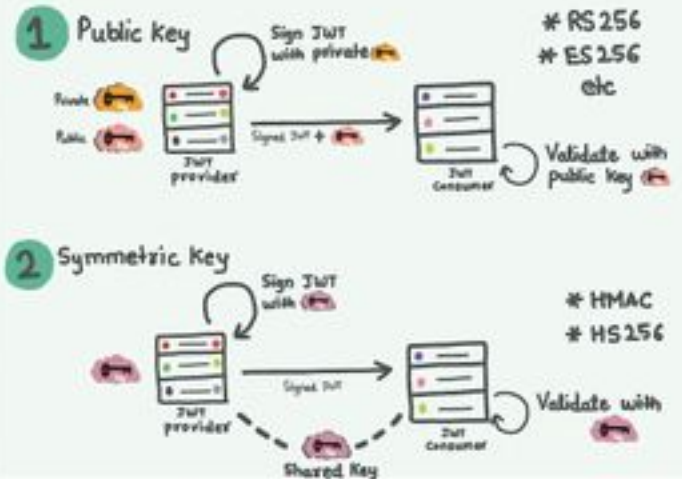 1 Public Key
Sign JWT
with private
* RS256
* ES256
etc
Private
Public
Signed JWT +
JWT
provider
JWT
Consumer
Validate with
public key
2 Symmetric Key
Sign JWT
with
* HMAC
* HS256
Signed JWT
JWT
provider
JWT
Consumer
Validate with
Shared Key